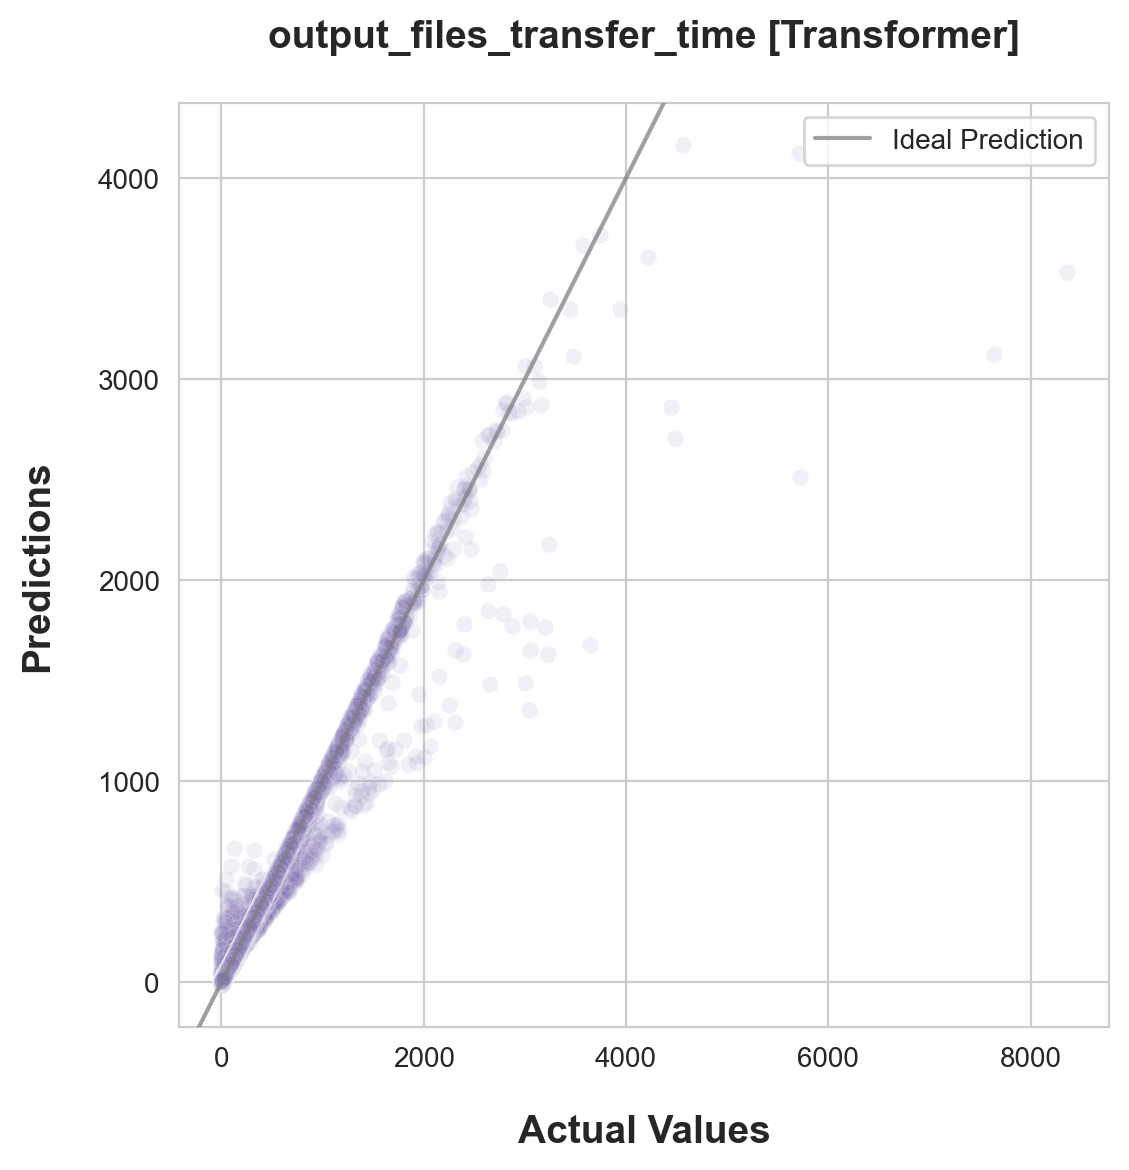 output_files_transfer_time [Transformer]
Ideal Prediction
4000
3000
2000
1000
0
Predictions
0
2000
4000
6000
8000
Actual Values